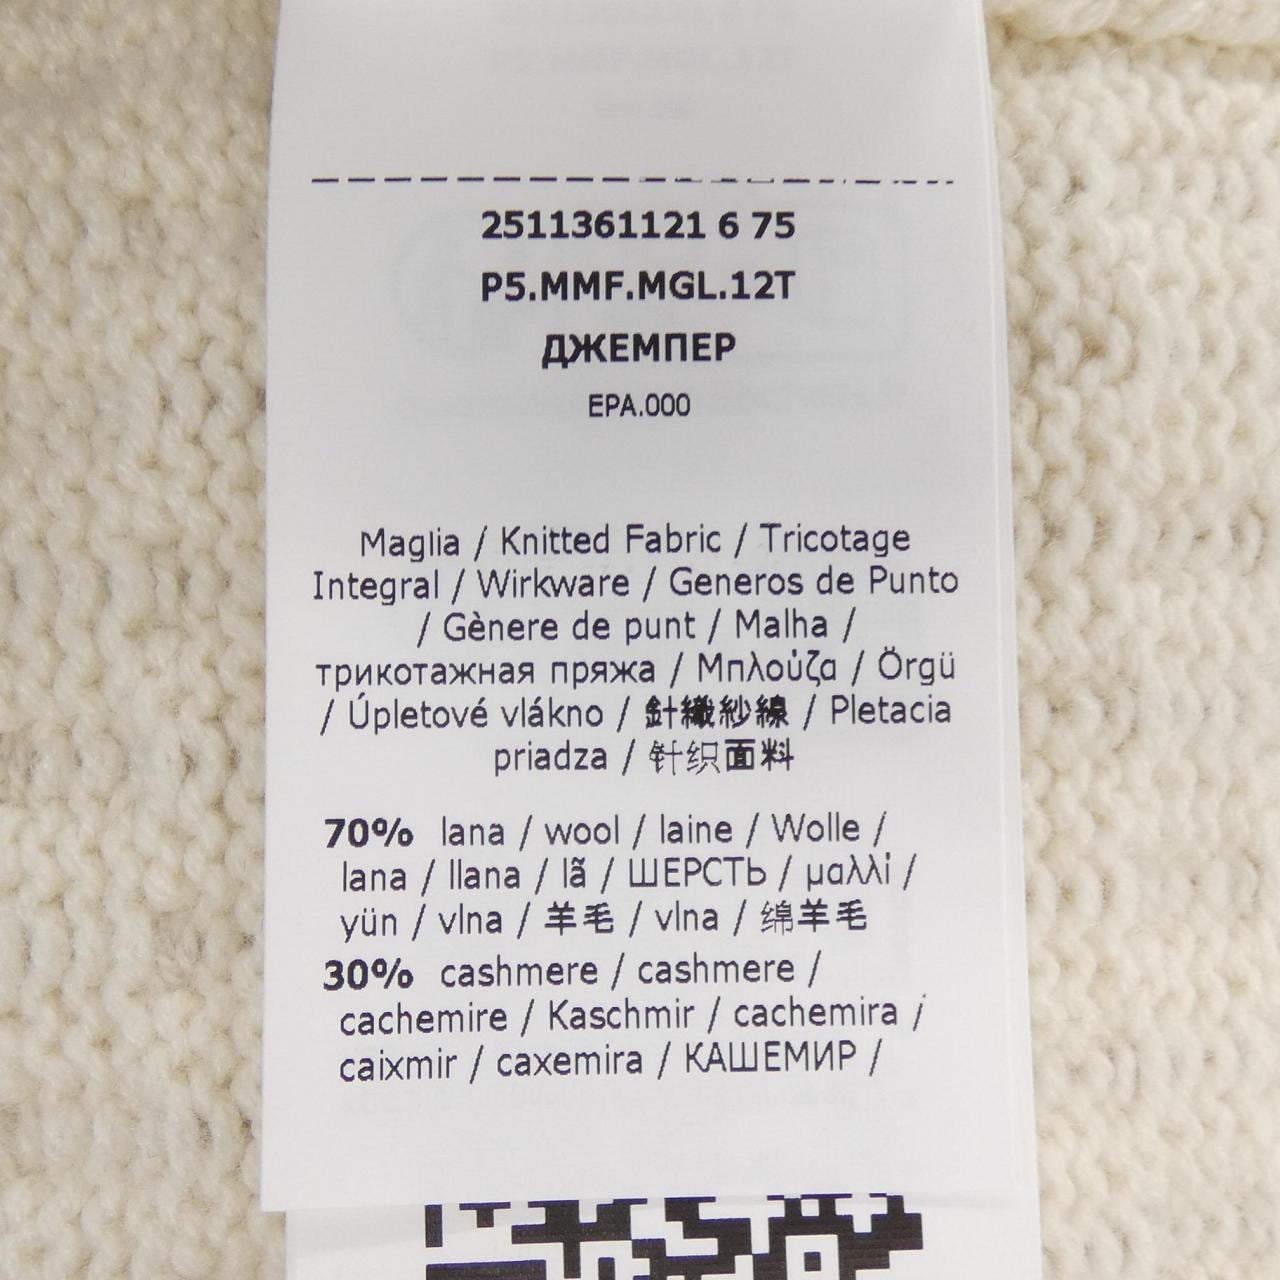 2511361121 6 75
P5.MMF.MGL.12T
ДЖЕМПЕР
EPA.000
Maglia / Knitted Fabric / Tricotage
Integral / Wirkware / Generos de Punto
/ Gènere de punt / Malha /
трикотажная пряжа / Μπλούζα / Örgü
/ Úpletové vlákno / 針織紗線 / Pletacia
priadza / 针织面料
70% lana / wool / laine / Wolle /
lana / llana / lã / ШЕРСТЬ / μαλλί /
yün / vlna / 羊毛 / vlna / 绵羊毛
30% cashmere / cashmere /
cachemire / Kaschmir / cachemira /
caixmir / caxemira / КАШЕМИР /